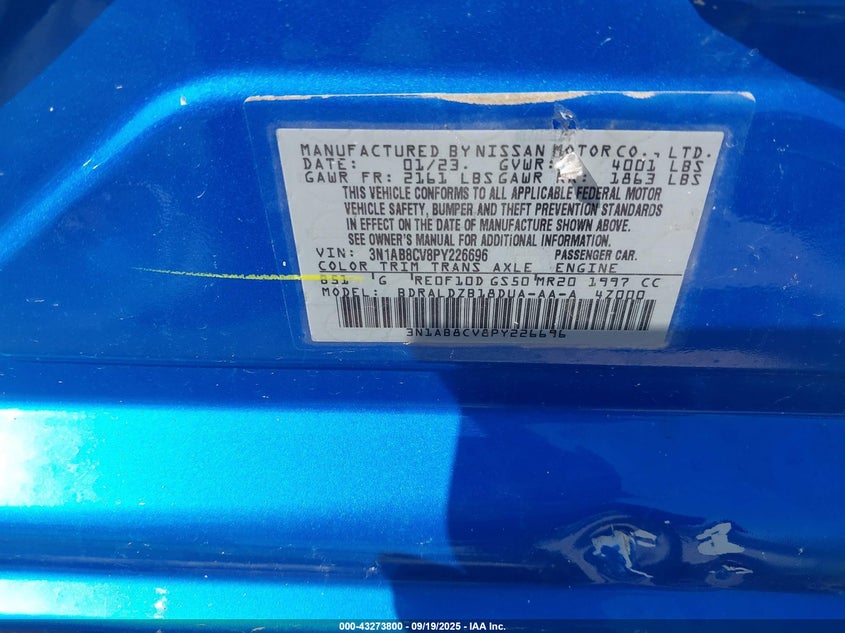 MANUFACTURED BY NISSAN MOTOR CO., LTD.
DATE: 01/23. GVWR: 4001 LBS
GAWR FR: 2161 LBS GAWR RR: 1863 LBS
THIS VEHICLE CONFORMS TO ALL APPLICABLE FEDERAL MOTOR
VEHICLE SAFETY, BUMPER AND THEFT PREVENTION STANDARDS
IN EFFECT ON THE DATE OF MANUFACTURE SHOWN ABOVE.
SEE OWNER'S MANUAL FOR ADDITIONAL INFORMATION.
VIN: 3N1AB8CV8PY226696 PASSENGER CAR.
COLOR TRIM TRANS AXLE ENGINE
G RE0F10D GS50 MR20 1997 CC
MODEL: BDRALDZB18DUA-AA-A 4Z000
3N1AB8CV8PY226696
000-43273800 - 09/19/2025 - IAA Inc.